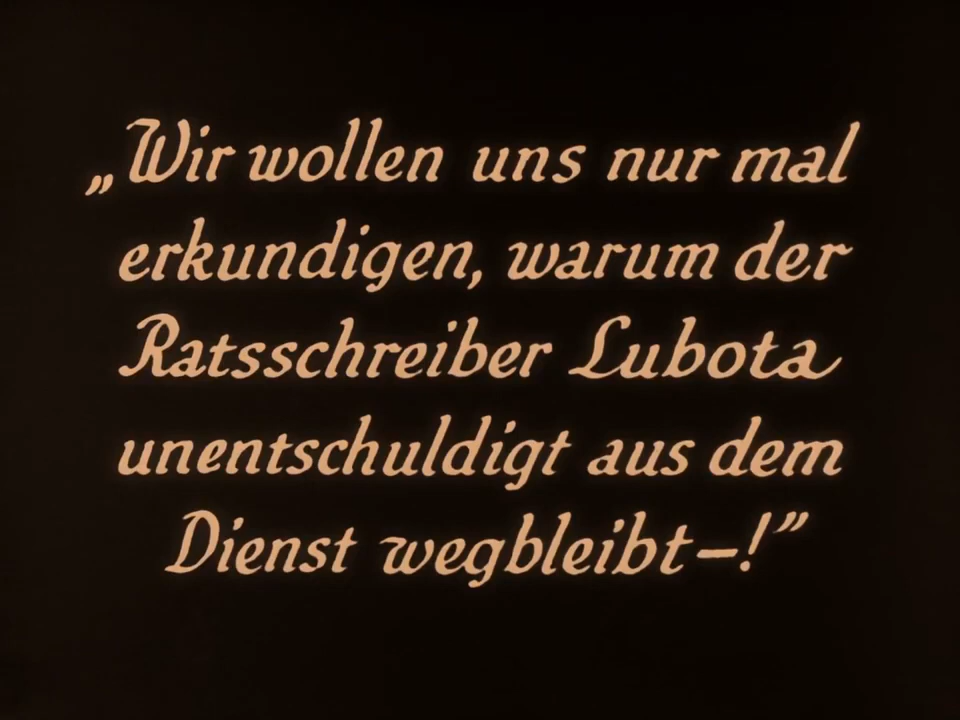 „Wir wollen uns nur mal
erkundigen, warum der
Ratsschreiber Lubota
unentschuldigt aus dem
Dienst wegbleibt—!”